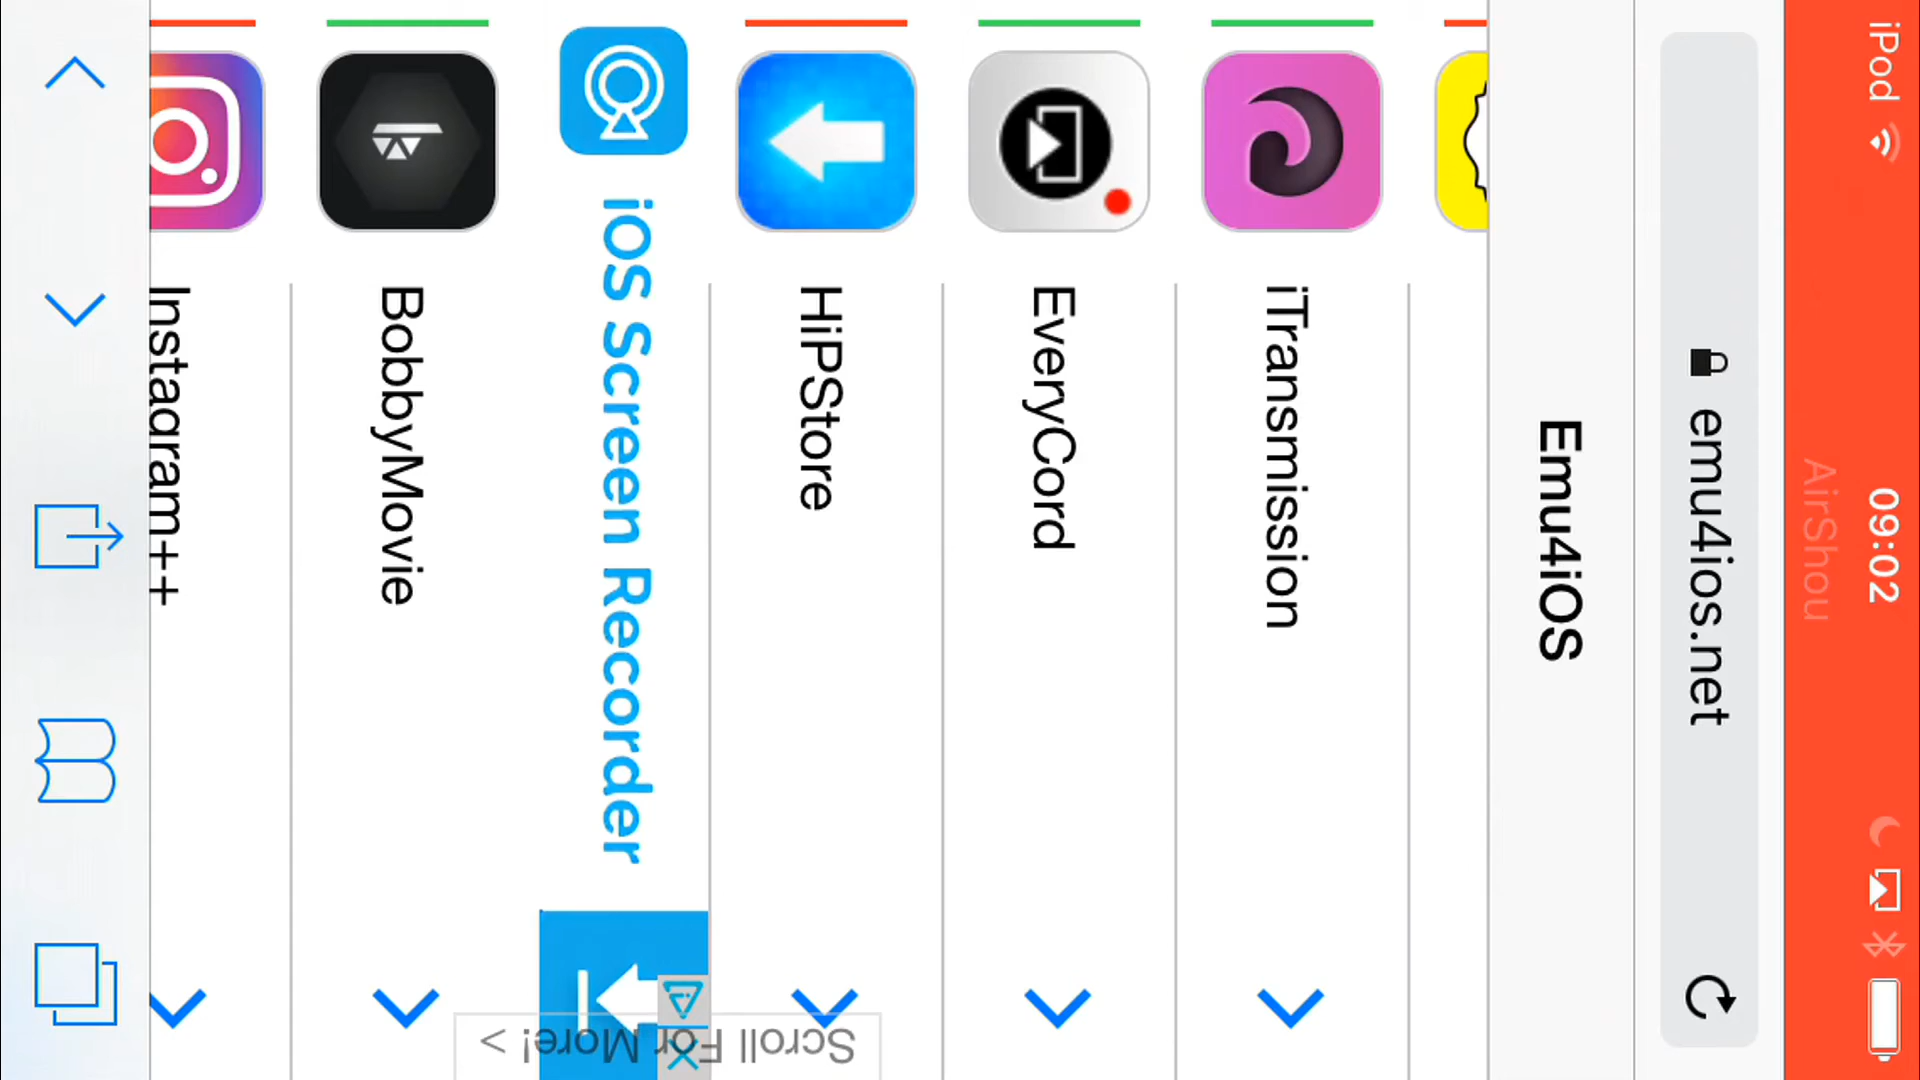 iPod
09:02
AirShou
emu4ios.net
Emu4iOS
iTransmission
EveryCord
HiPStore
iOS Screen Recorder
BobbyMovie
Instagram++
Scroll For More! >